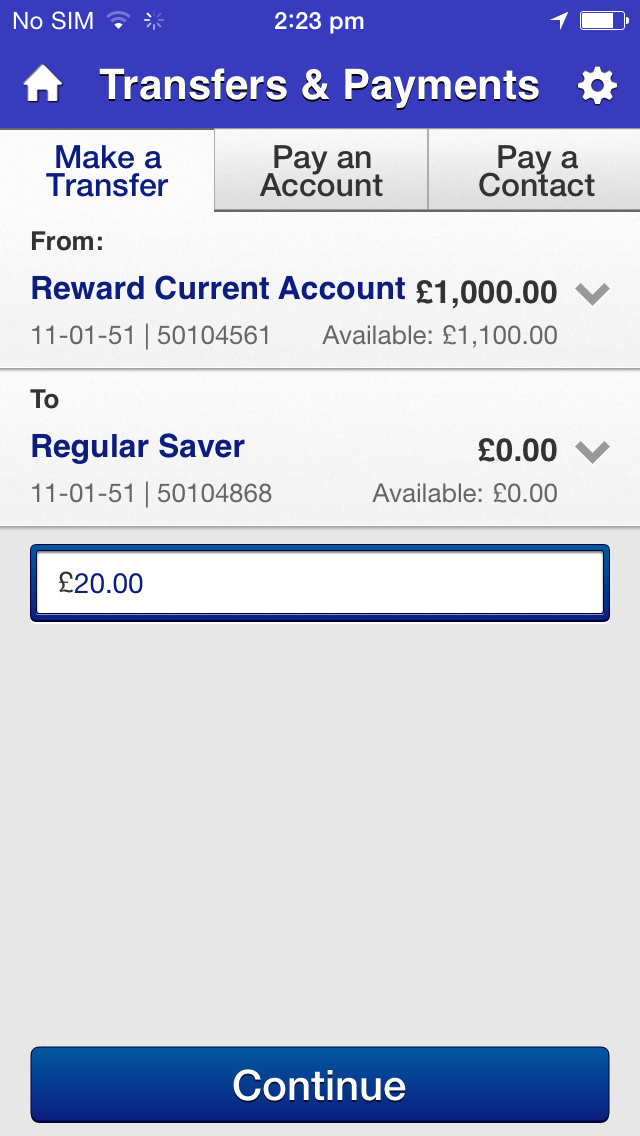 No SIM 2:23 pm
Transfers & Payments
Make a
Transfer
Pay an
Account
Pay a
Contact
From:
Reward Current Account £1,000.00
11-01-51 | 50104561 Available: £1,100.00
To
Regular Saver £0.00
11-01-51 | 50104868 Available: £0.00
£20.00
Continue